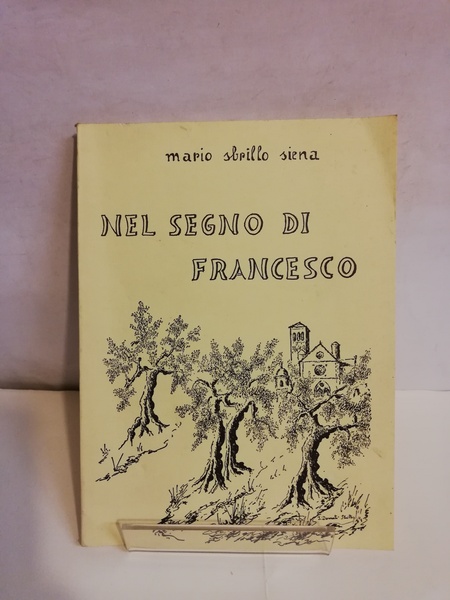 mario sbrillo siena
NEL SEGNO DI
FRANCESCO